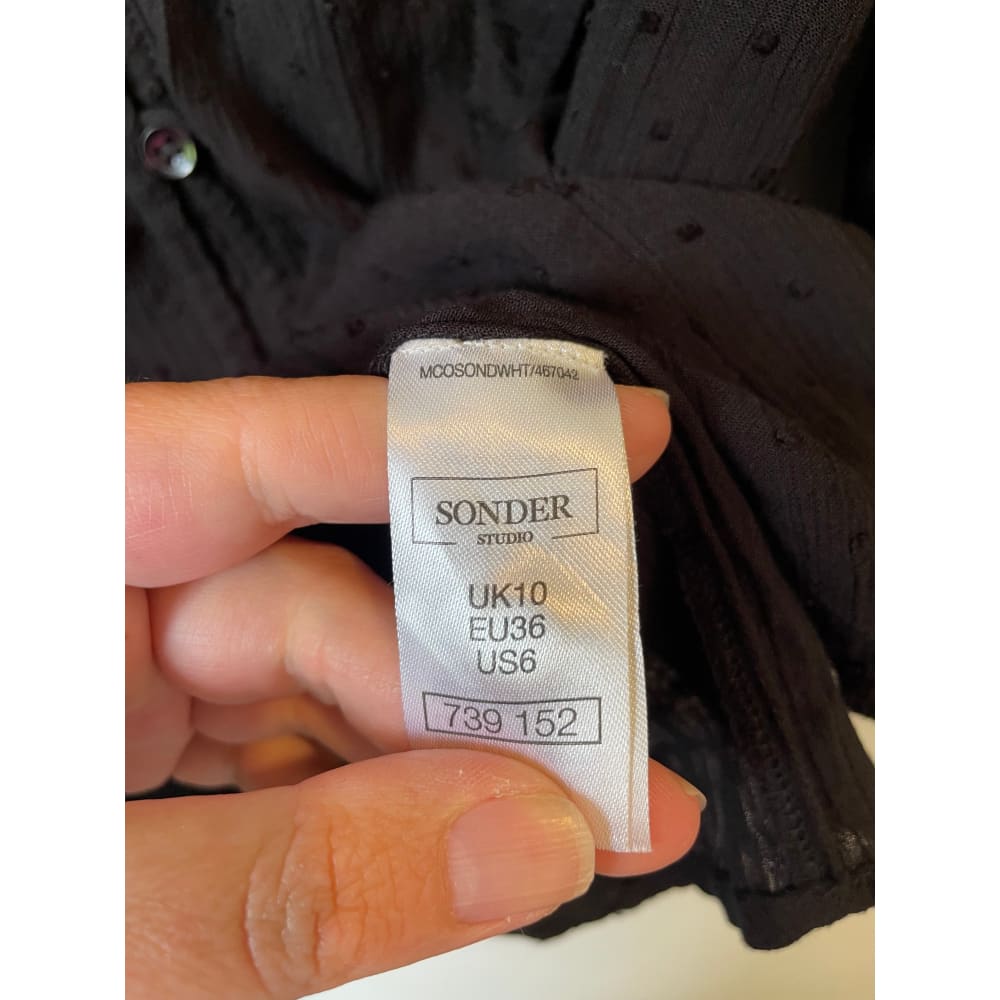 MCOSONDWHT/467042
SONDER
STUDIO
UK10
EU36
US6
739 152